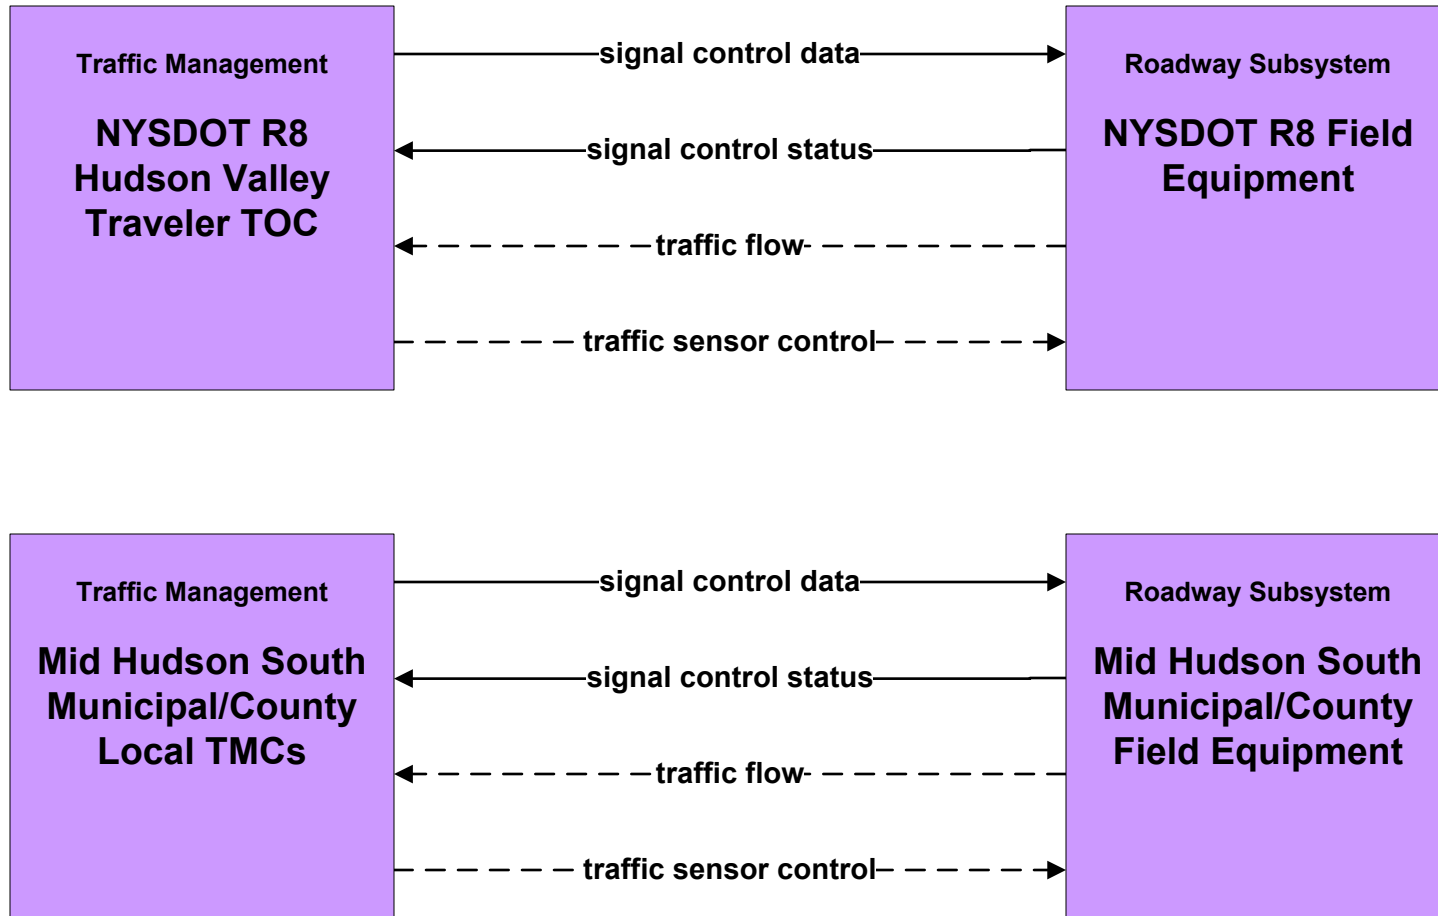 Traffic Management
NYSDOT R8
Hudson Valley
Traveler TOC
signal control data
signal control status
traffic flow
traffic sensor control
Roadway Subsystem
NYSDOT R8 Field
Equipment
Traffic Management
Mid Hudson South
Municipal/County
Local TMCs
signal control data
signal control status
traffic flow
traffic sensor control
Roadway Subsystem
Mid Hudson South
Municipal/County
Field Equipment